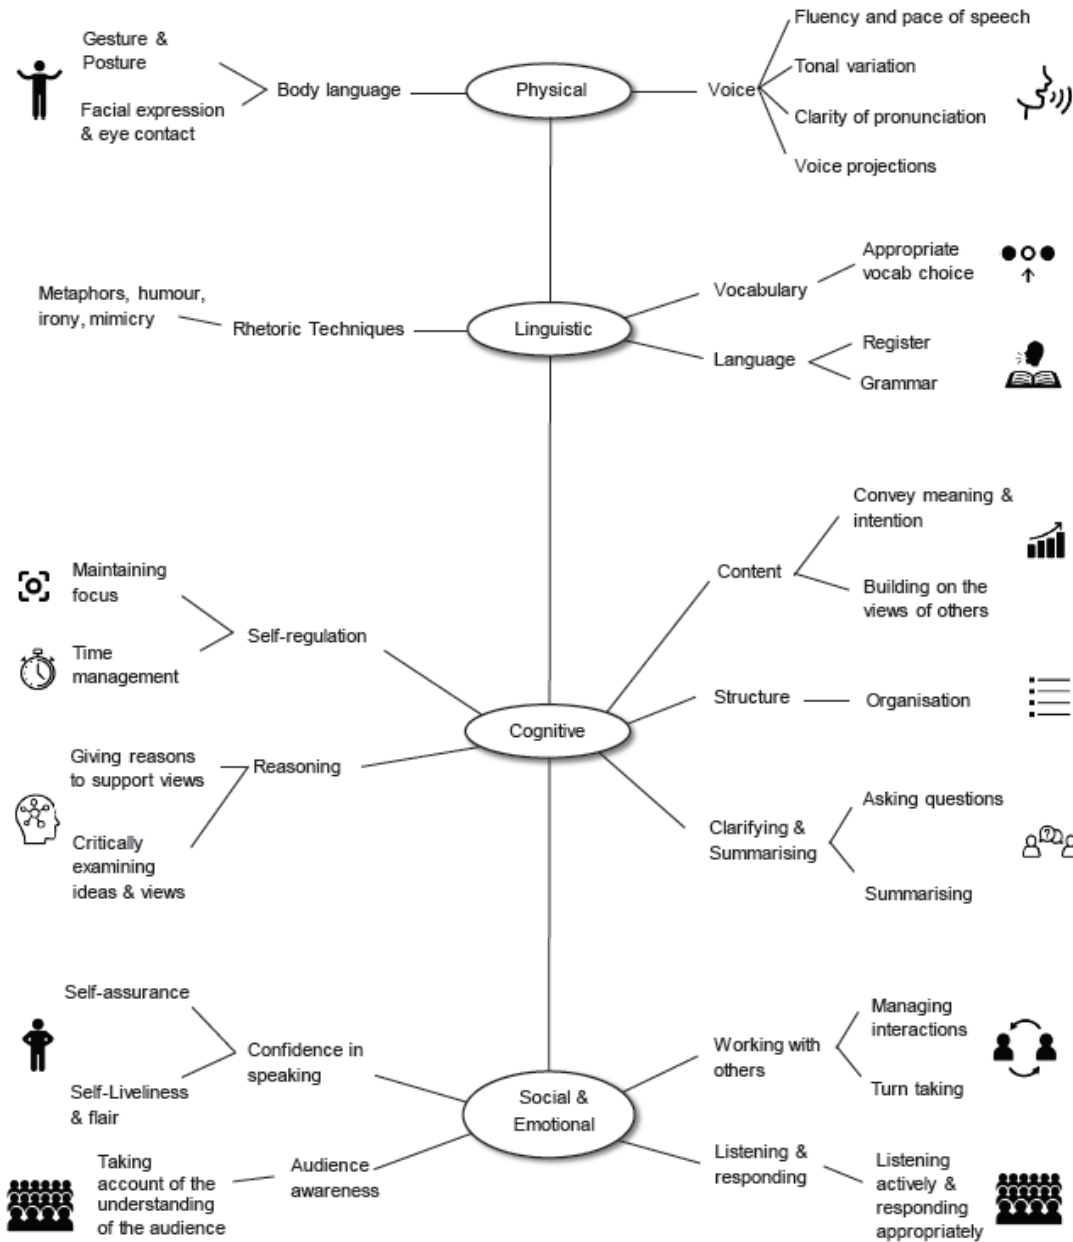 Gesture &
Posture
Facial expression
& eye contact
Body language
Physical
Voice
Fluency and pace of speech
Tonal variation
Clarity of pronunciation
Voice projections
Metaphors, humour,
irony, mimicry
Rhetoric Techniques
Linguistic
Vocabulary
Appropriate
vocab choice
Language
Register
Grammar
Maintaining
focus
Time
management
Self-regulation
Giving reasons
to support views
Critically
examining
ideas & views
Reasoning
Cognitive
Content
Convey meaning &
intention
Building on the
views of others
Structure
Organisation
Clarifying &
Summarising
Asking questions
?
Summarising
Self-assurance
Self-Liveliness
& flair
Confidence in
speaking
Taking
account of the
understanding
of the audience
Audience
awareness
Social &
Emotional
Working with
others
Managing
interactions
Turn taking
Listening &
responding
Listening
actively &
responding
appropriately